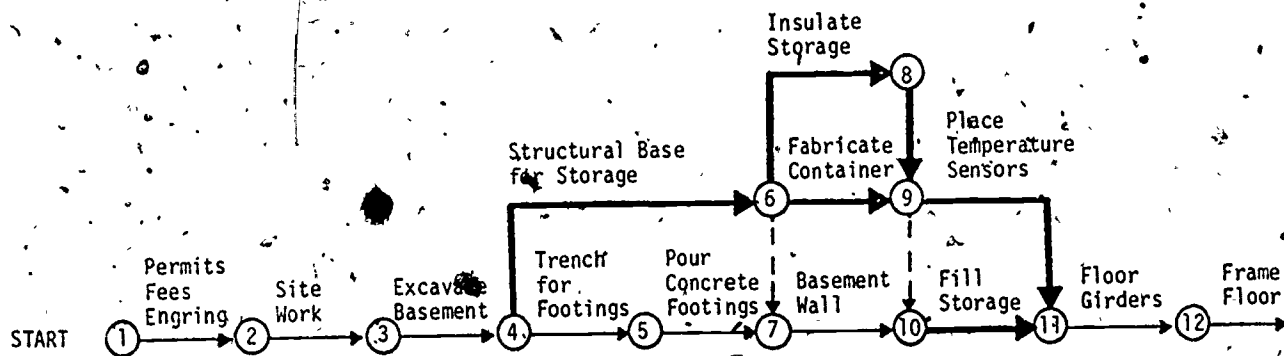 Insulate
Storage
8
Structural Base
for Storage
Fabricate
Container
Place
Temperature
Sensors
6
9
Permits
Fees
Engring
Site
Work
Excavate
Basement
Trench
for
Footings
Pour
Concrete
Footings
Basement
Wall
Fill
Storage
Floor
Girders
Frame
Floor
START
1
2
3
4
5
7
10
11
12